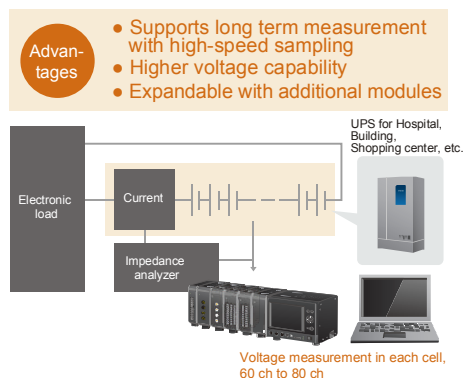 Advan-
tages
● Supports long term measurement
with high-speed sampling
● Higher voltage capability
● Expandable with additional modules
UPS for Hospital,
Building,
Shopping center, etc.
Electronic
load
Current
Impedance
analyzer
Voltage measurement in each cell,
60 ch to 80 ch